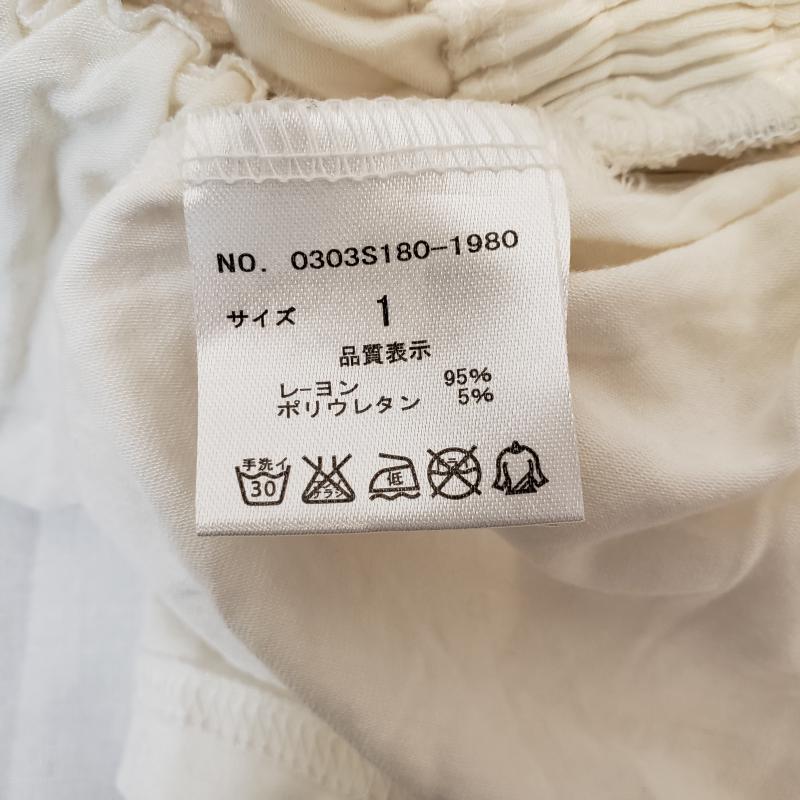 NO. 0303S180-1980
サイズ 1
品質表示
レーヨン 95%
ポリウレタン 5%
手洗イ
30
低